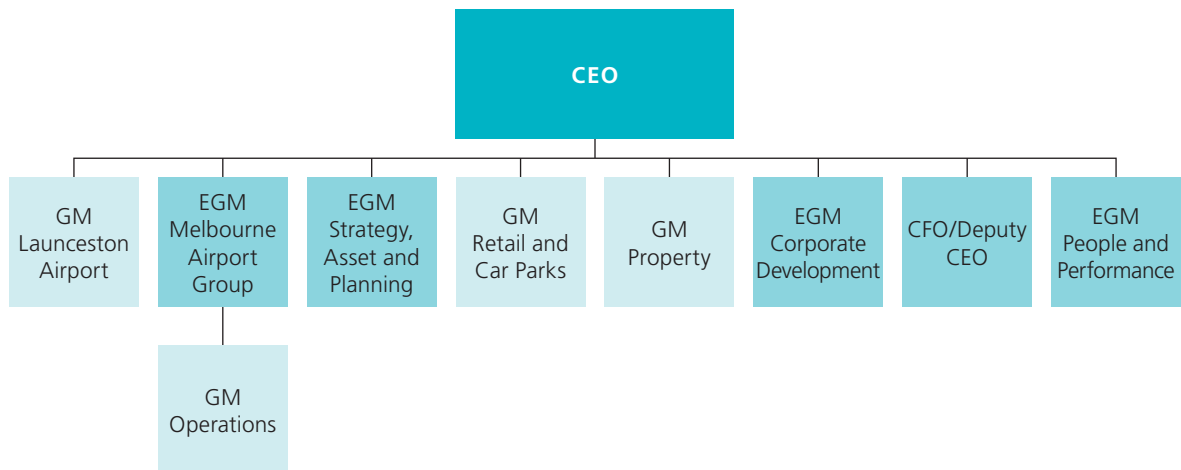 CEO
GM
Launceston
Airport
EGM
Melbourne
Airport
Group
EGM
Strategy,
Asset and
Planning
GM
Retail and
Car Parks
GM
Property
EGM
Corporate
Development
CFO/Deputy
CEO
EGM
People and
Performance
GM
Operations